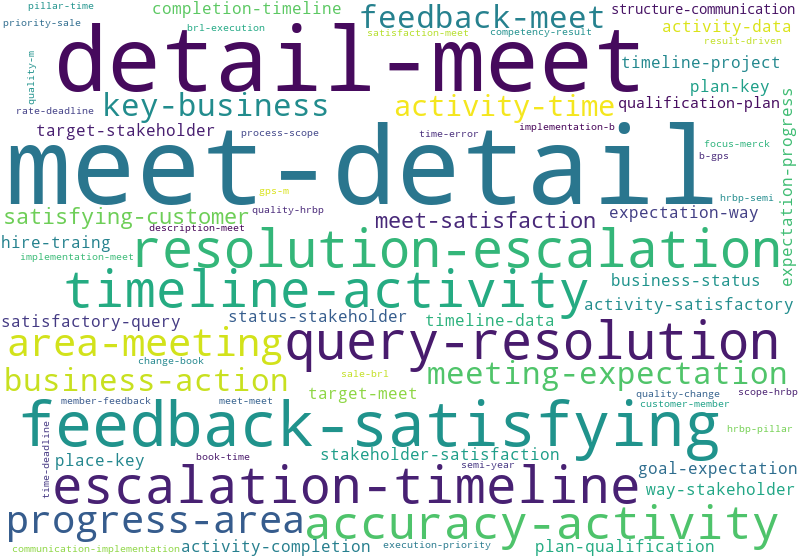 pillar-time
completion-timeline
feedback-meet
structure-communication
priority-sale
brl-execution
satisfaction-meet
competency-result
activity-data
result-driven
detail-meet
timeline-project
quality-m
plan-key
rate-deadline
key-business
activity-time
qualification-plan
target-stakeholder
process-scope
time-error
implementation-b
focus-merck
b-gps
meet-detail
expectation-progress
gps-m
hrbp-semi
satisfying-customer
quality-hrbp
meet-satisfaction
expectation-way
description-meet
hire-traing
resolution-escalation
implementation-meet
timeline-activity
business-status
activity-satisfactory
satisfactory-query
status-stakeholder
timeline-data
area-meeting
query-resolution
change-book
business-action
sale-brl
meeting-expectation
target-meet
quality-change
scope-hrbp
member-feedback
meet-meet
customer-member
feedback-satisfying
hrbp-pillar
time-deadline
place-key
book-time
stakeholder-satisfaction
semi-year
goal-expectation
escalation-timeline
way-stakeholder
progress-area
accuracy-activity
communication-implementation
activity-completion
execution-priority
plan-qualification